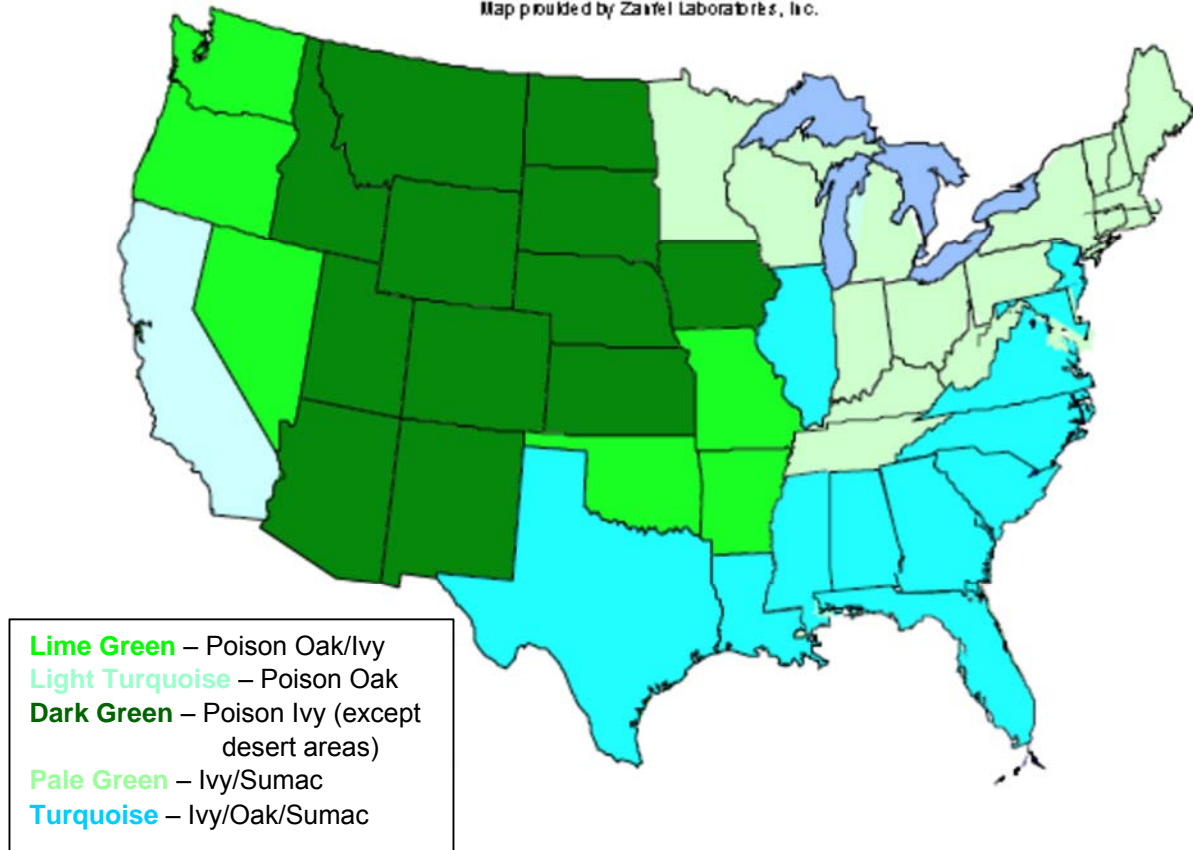 Map provided by Zanfel Laboratories, Inc.
Lime Green – Poison Oak/Ivy
Light Turquoise – Poison Oak
Dark Green – Poison Ivy (except
desert areas)
Pale Green – Ivy/Sumac
Turquoise – Ivy/Oak/Sumac